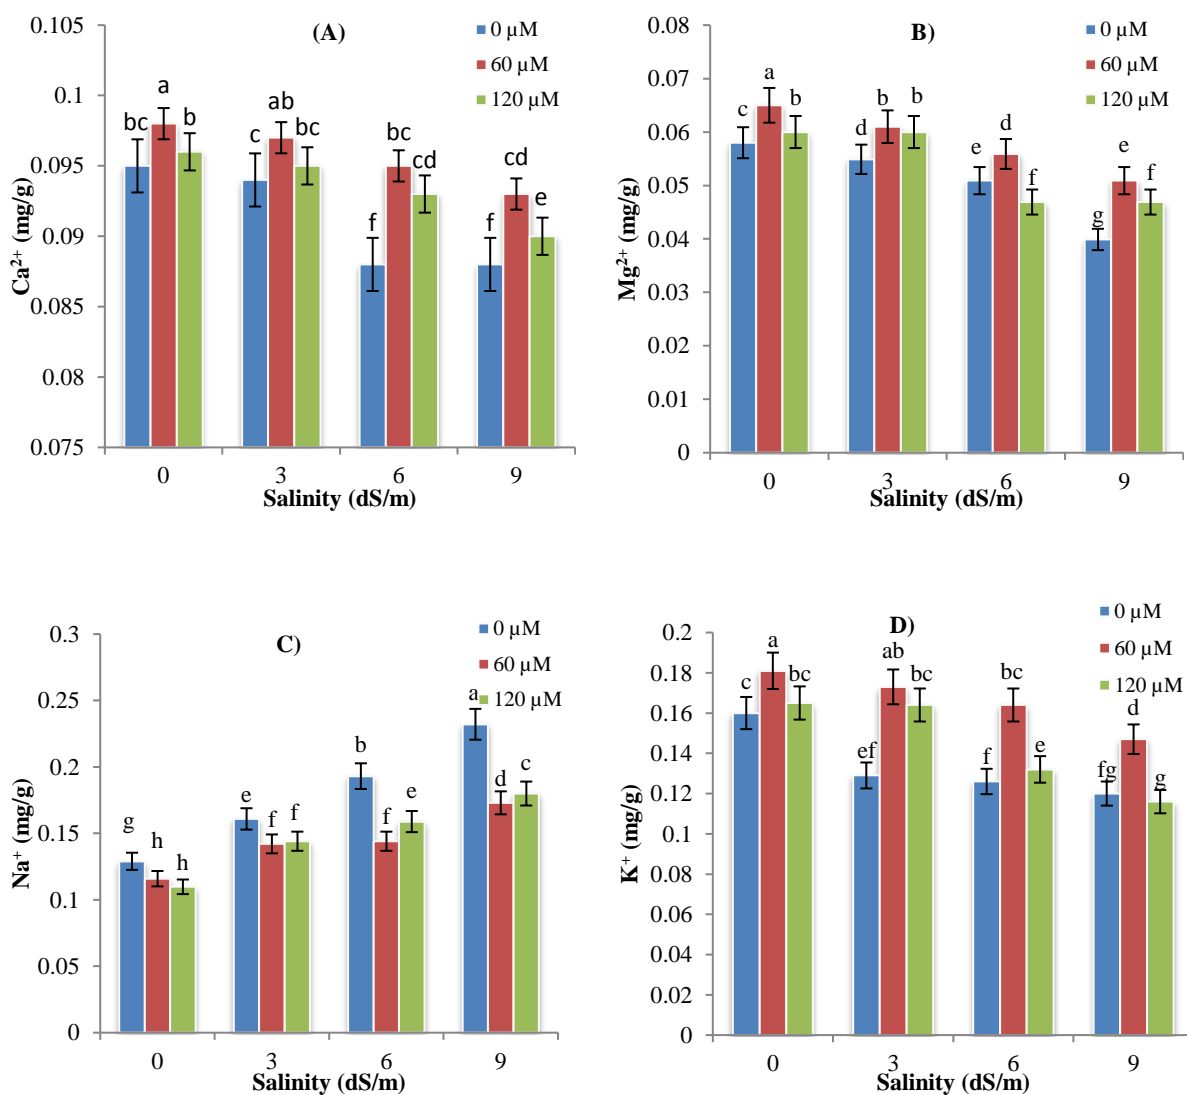 (A)
0 µM
60 µM
120 µM
0.105
0.1
0.095
0.09
0.085
0.08
0.075
Ca²⁺ (mg/g)
bc a b
c ab bc
f bc cd
f cd e
0 3 6 9
Salinity (dS/m)
B)
0 µM
60 µM
120 µM
0.08
0.07
0.06
0.05
0.04
0.03
0.02
0.01
0
Mg²⁺ (mg/g)
c a b
d b b
e d f
g e f
0 3 6 9
Salinity (dS/m)
C)
0 µM
60 µM
120 µM
0.3
0.25
0.2
0.15
0.1
0.05
0
Na⁺ (mg/g)
g h h
e f f
b f e
a d c
0 3 6 9
Salinity (dS/m)
D)
0 µM
60 µM
120 µM
0.2
0.18
0.16
0.14
0.12
0.1
0.08
0.06
0.04
0.02
0
K⁺ (mg/g)
c a bc
ef ab bc
f bc e
fg d g
0 3 6 9
Salinity (dS/m)